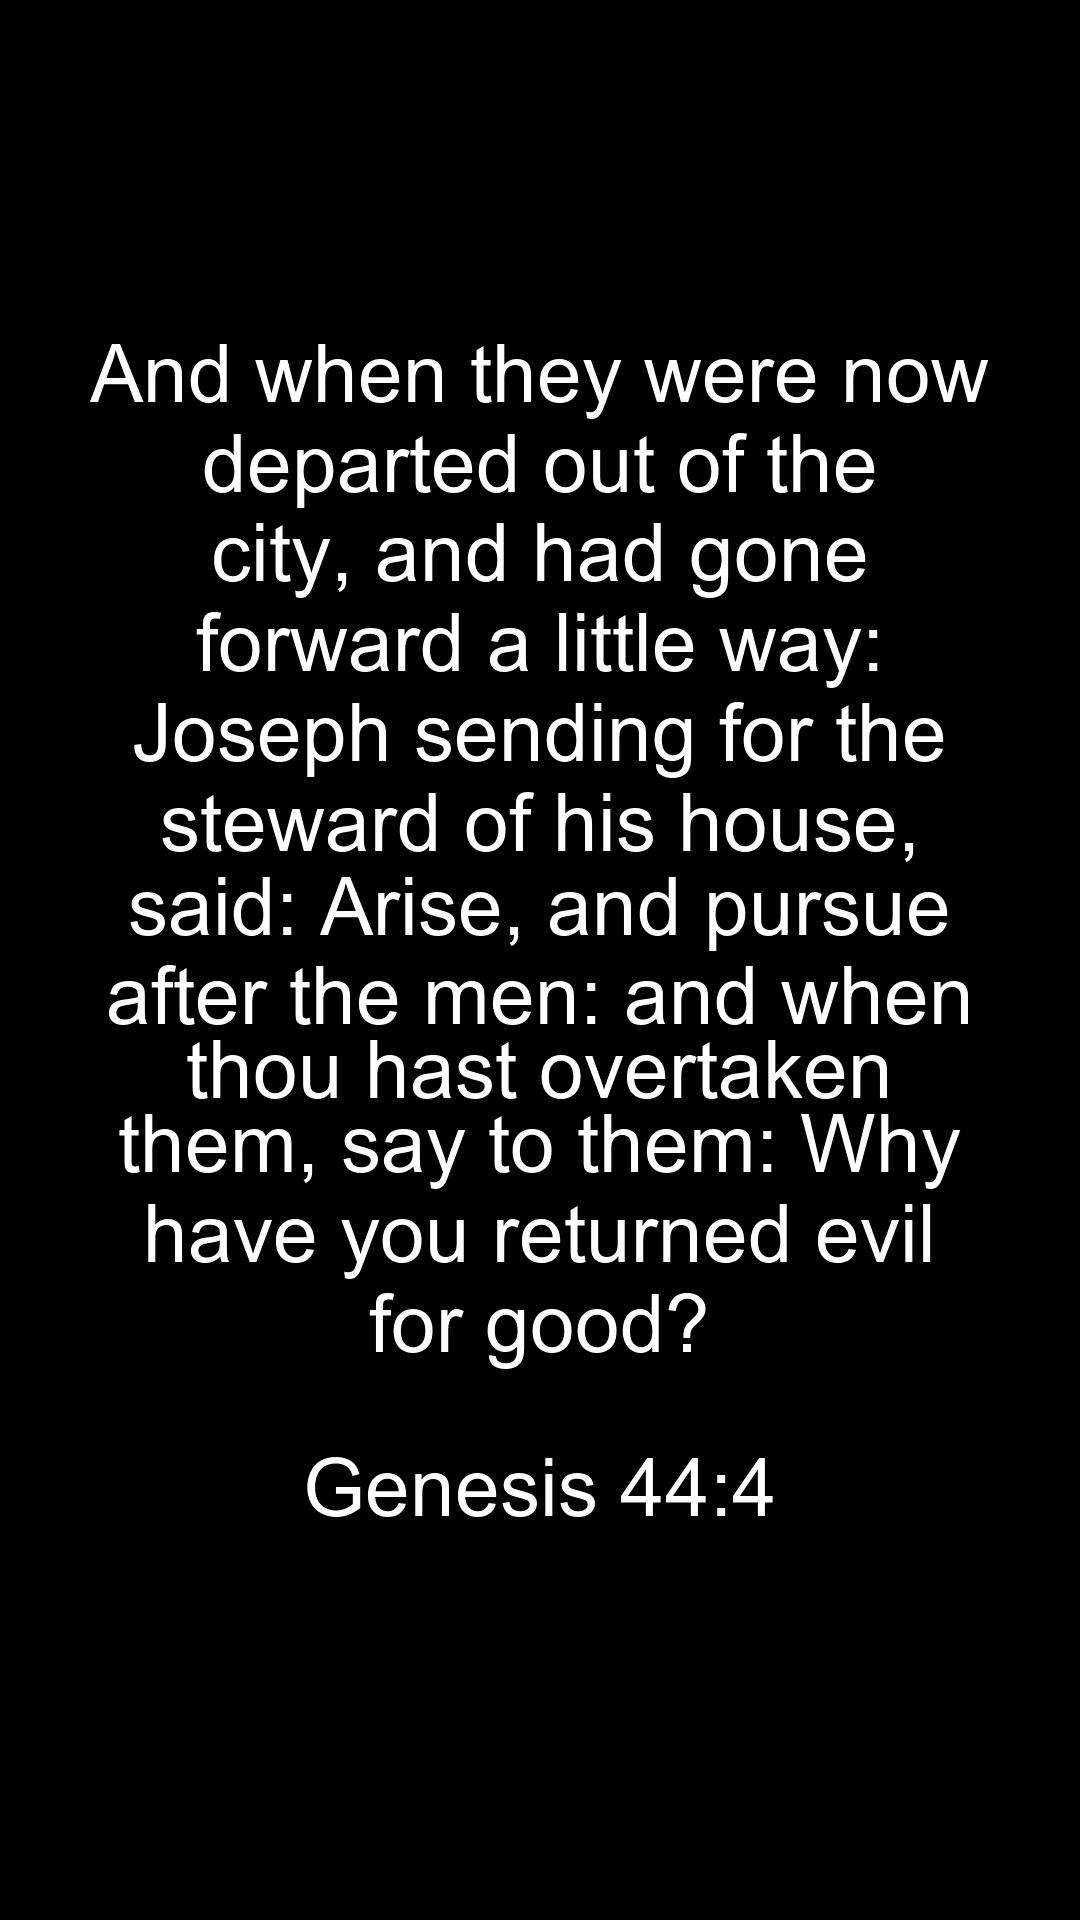 And when they were now
departed out of the
city, and had gone
forward a little way:
Joseph sending for the
steward of his house,
said: Arise, and pursue
after the men: and when
thou hast overtaken
them, say to them: Why
have you returned evil
for good?
Genesis 44:4